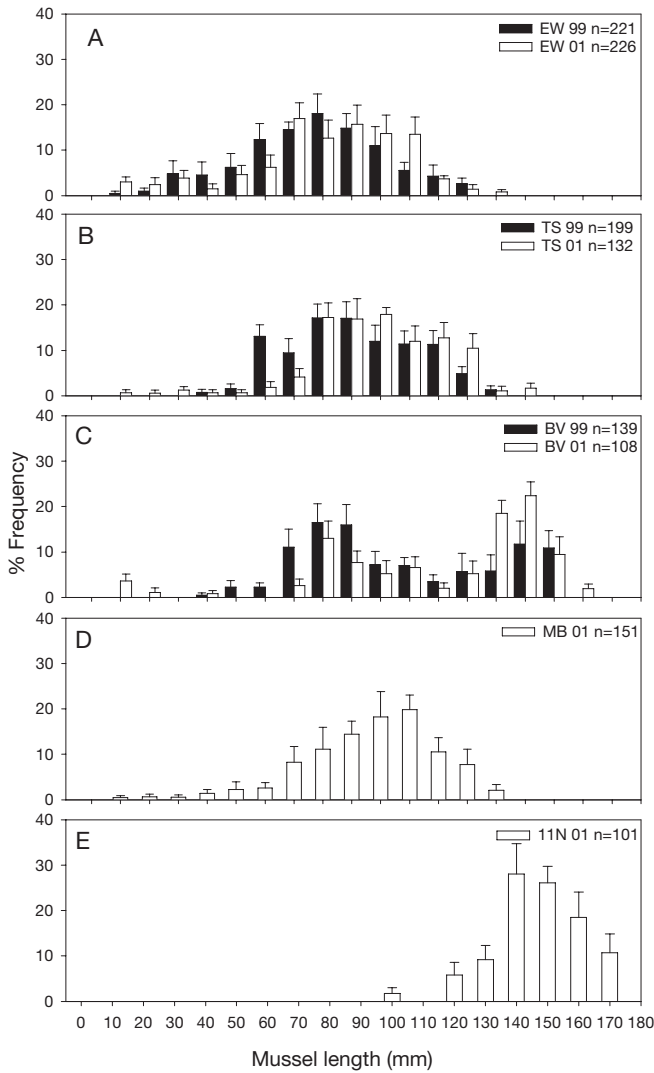 A
EW 99 n=221
EW 01 n=226
40
30
20
10
0
B
TS 99 n=199
TS 01 n=132
40
30
20
10
0
C
BV 99 n=139
BV 01 n=108
40
30
20
10
0
% Frequency
D
MB 01 n=151
40
30
20
10
0
E
11N 01 n=101
40
30
20
10
0
0 10 20 30 40 50 60 70 80 90 100 110 120 130 140 150 160 170 180
Mussel length (mm)